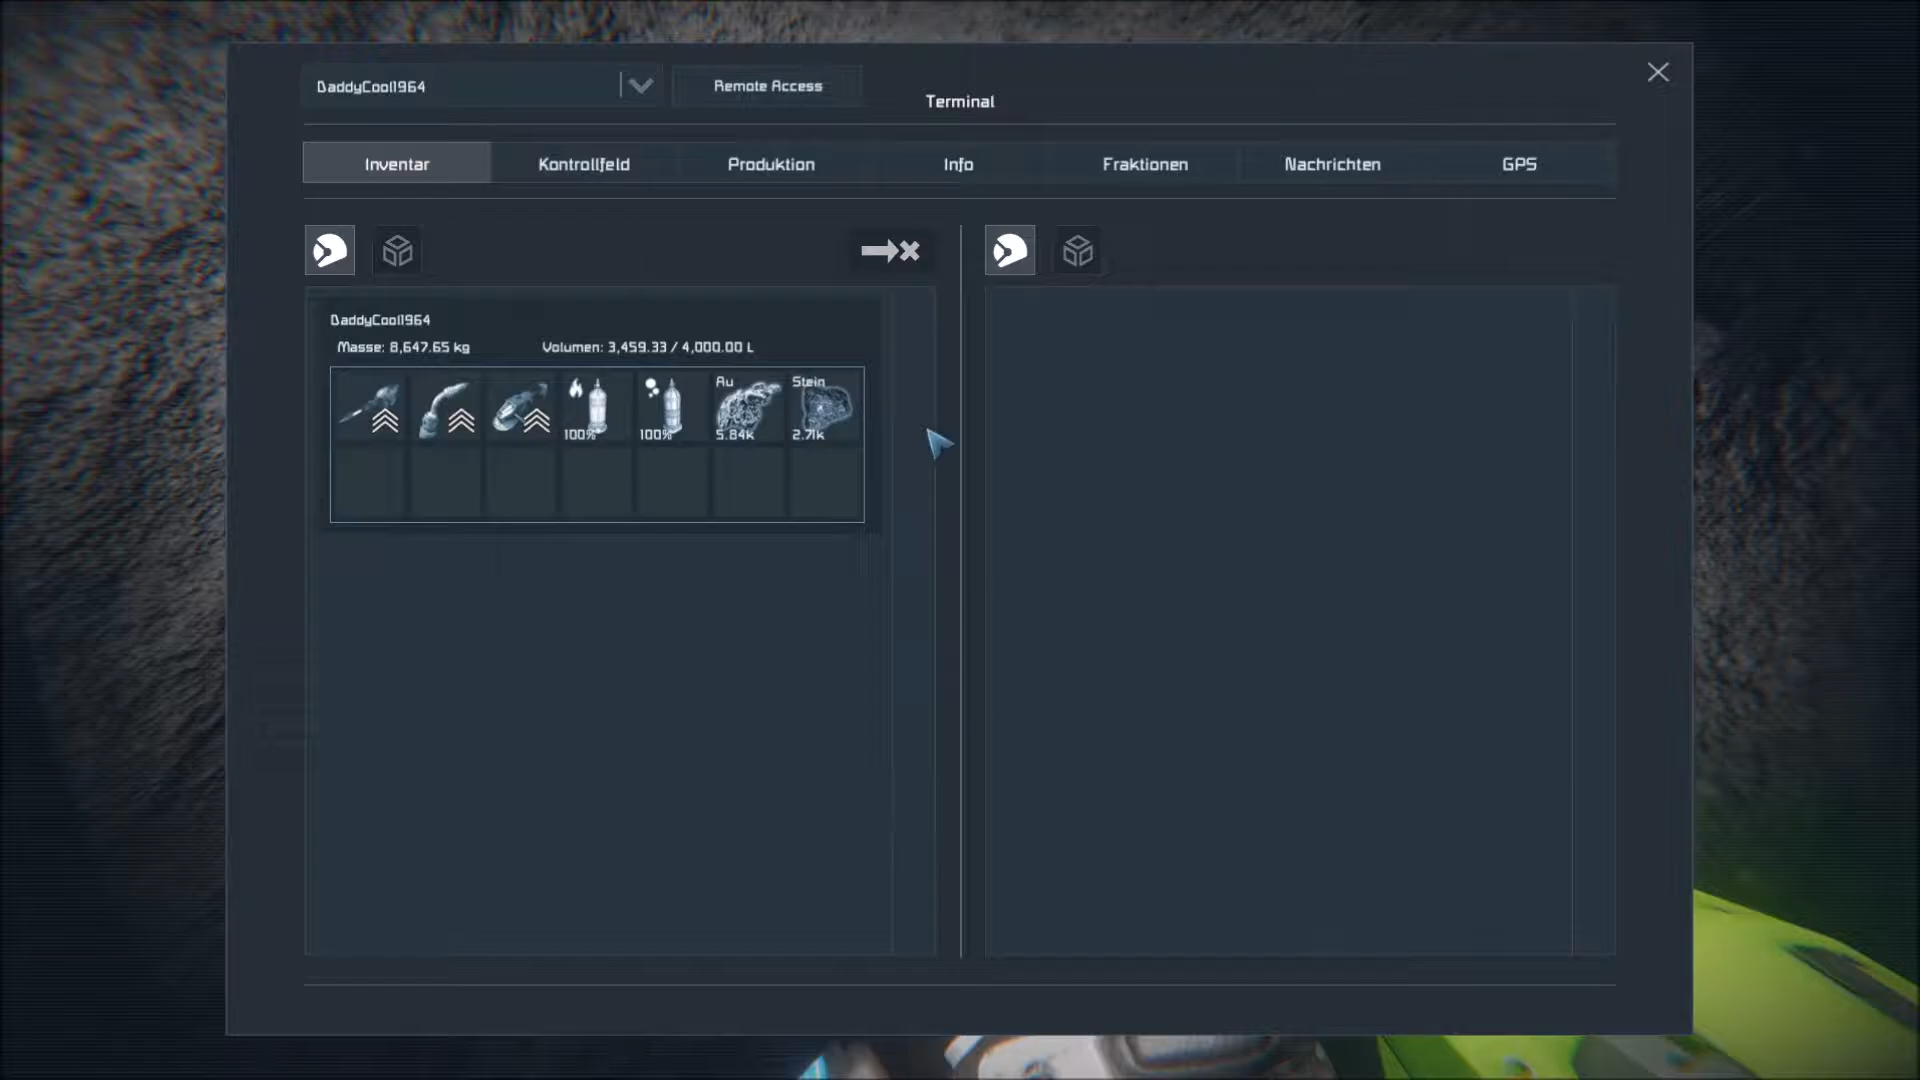 DaddyCool1964
Remote Access
Terminal
Inventar
Kontrollfeld
Produktion
Info
Fraktionen
Nachrichten
GPS
DaddyCool1964
Masse: 8,647.65 kg
Volumen: 3,459.33 / 4,000.00 L
Au
Stein
100%
100%
5.84k
2.71k